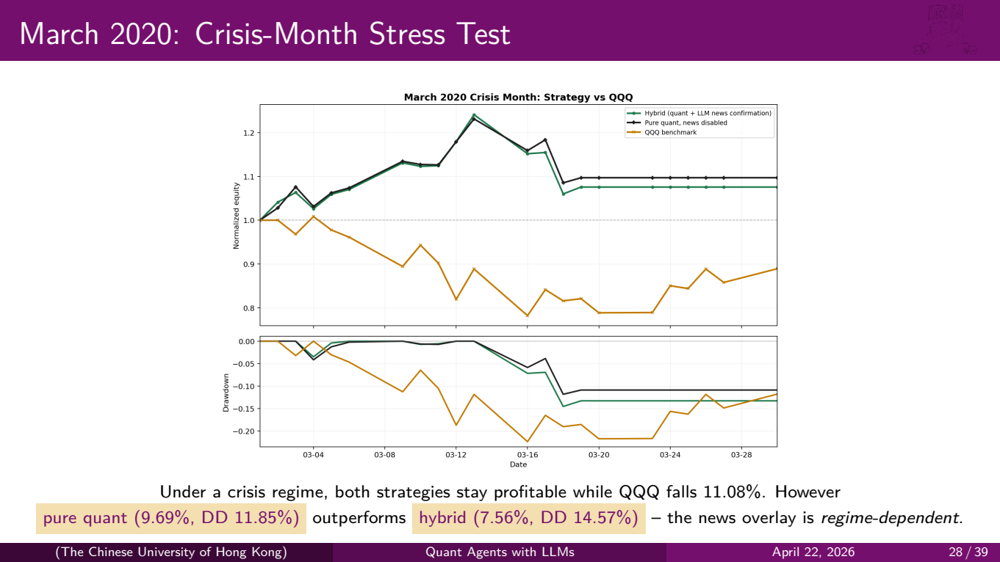 March 2020: Crisis-Month Stress Test
March 2020 Crisis Month: Strategy vs QQQ
Hybrid (quant + LLM news confirmation)
Pure quant, news disabled
QQQ benchmark
Normalized equity
1.2
1.1
1.0
0.9
0.8
Drawdown
0.00
−0.05
−0.10
−0.15
−0.20
03-04 03-08 03-12 03-16 03-20 03-24 03-28
Date
Under a crisis regime, both strategies stay profitable while QQQ falls 11.08%. However
pure quant (9.69%, DD 11.85%) outperforms hybrid (7.56%, DD 14.57%) – the news overlay is regime-dependent.
(The Chinese University of Hong Kong) Quant Agents with LLMs April 22, 2026 28 / 39